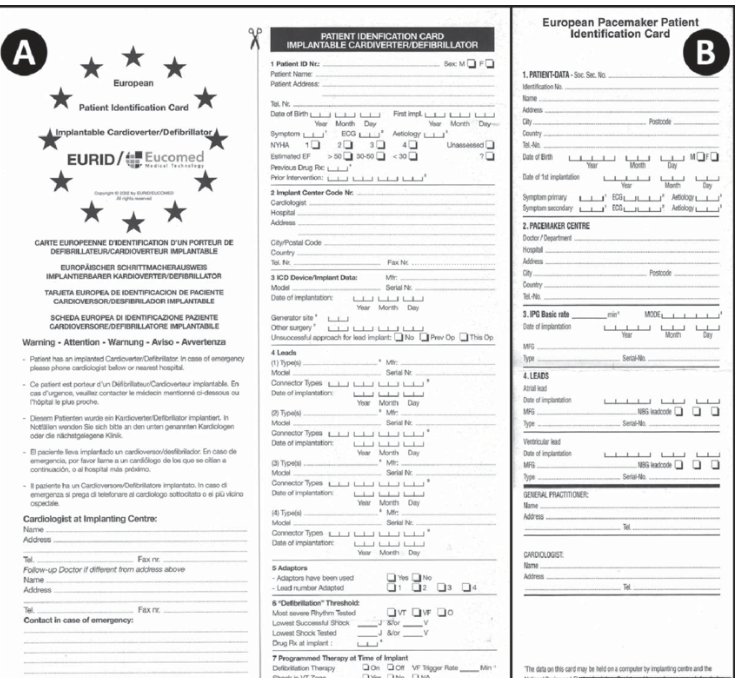 A
European
Patient Identification Card
Implantable Cardioverter/Defibrillator
EURID/Eucomed
Medical Technology
Copyright © 2002 by EURID/EUCOMED
All rights reserved
CARTE EUROPEENNE D'IDENTIFICATION D'UN PORTEUR DE
DEFIBRILLATEUR/CARDIOVERTEUR IMPLANTABLE
EUROPÄISCHER SCHRITTMACHERAUSWEIS
IMPLANTIERBARER KARDIOVERTER/DEFIBRILLATOR
TARJETA EUROPEA DE IDENTIFICACION DE PACIENTE
CARDIOVERSOR/DESFIBRILADOR IMPLANTABLE
SCHEDA EUROPEA DI IDENTIFICAZIONE PAZIENTE
CARDIOVERSORE/DEFIBRILLATORE IMPIANTABILE
Warning - Attention - Warnung - Aviso - Avvertenza
- Patient has an implanted Cardioverter/Defibrillator. In case of emergency
please phone cardiologist below or nearest hospital.
- Ce patient est porteur d'un Défibrillateur/Cardioverteur implantable. En
cas d'urgence, veuillez contacter le médecin mentionné ci-dessous ou
l'hôpital le plus proche.
- Diesem Patienten wurde ein Kardioverter/Defibrillator implantiert. In
Notfällen wenden Sie sich bitte an den unten genannten Kardiologen
oder die nächstgelegene Klinik.
- El paciente lleva implantado un cardioversor/desfibrilador. En caso de
emergencia, por favor llame a un cardiólogo de los que se citan a
continuación, o al hospital más próximo.
- Il paziente ha un Cardioversore/Defibrillatore impiantato. In caso di
emergenza si prega di telefonare al cardiologo sottocitato o al più vicino
ospedale.
Cardiologist at Implanting Centre:
Name
Address
Tel. Fax nr.
Follow-up Doctor if different from address above
Name
Address
Tel. Fax nr.
Contact in case of emergency:
PATIENT IDENFICATION CARD
IMPLANTABLE CARDIVERTER/DEFIBRILLATOR
1 Patient ID Nr.: Sex: M F
Patient Name:
Patient Address:
Tel. Nr.
Date of Birth First impl.
Year Month Day Year Month Day
Symptom ECG Aetiology
NYHA 1 2 3 4 Unassessed
Estimated EF > 50 30-50 < 30 ?
Previous Drug Rx:
Prior Intervention:
2 Implant Center Code Nr.
Cardiologist
Hospital
Address
City/Postal Code
Country
Tel. Nr. Fax Nr.
3 ICD Device/Implant Data: Mfr:
Model Serial Nr.
Date of implantation:
Year Month Day
Generator site
Other surgery
Unsuccessful approach for lead implant: No Prev Op This Op
4 Leads
(1) Type(s) Mfr:
Model Serial Nr.
Connector Types
Date of implantation:
Year Month Day
(2) Type(s) Mfr:
Model Serial Nr.
Connector Types
Date of implantation:
Year Month Day
(3) Type(s) Mfr:
Model Serial Nr.
Connector Types
Date of implantation:
Year Month Day
(4) Type(s) Mfr:
Model Serial Nr.
Connector Types
Date of implantation:
Year Month Day
5 Adaptors
- Adaptors have been used Yes No
- Lead number Adapted 1 2 3 4
6 "Defibrillation" Threshold:
Most severe Rhythm Tested VT VF O
Lowest Successful Shock J &/or V
Lowest Shock Tested J &/or V
Drug Rx at implant :
7 Programmed Therapy at Time of Implant
Defibrillation Therapy On Off VF Trigger Rate Min⁻¹
Shock in VT Zone Yes No NA
European Pacemaker Patient
Identification Card
B
1. PATIENT-DATA - Soc. Sec. No.
Identification No.
Name
Address
City Postcode
Country
Tel.-No.
Date of Birth M F
Year Month Day
Date of 1st implantation
Year Month Day
Symptom primary ECG Aetiology
Symptom secondary ECG Aetiology
2. PACEMAKER CENTRE
Doctor / Department
Hospital
Address
City Postcode
Country
Tel.-No.
3. IPG Basic rate min¹ MODE
Date of implantation
Year Month Day
MFG
Type Serial-No.
4. LEADS
Atrial lead
Date of implantation
MFG NBG leadcode
Type Serial-No.
Ventricular lead
Date of implantation
MFG NBG leadcode
Type Serial-No.
GENERAL PRACTITIONER:
Name
Address
Tel
CARDIOLOGIST:
Name
Address
Tel
The data on this card may be held on a computer by implanting centre and the